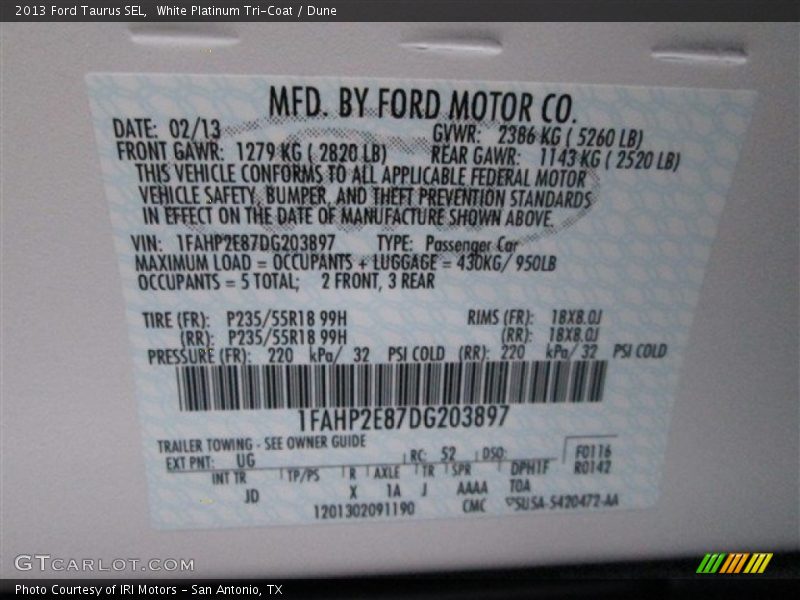 2013 Ford Taurus SEL,  White Platinum Tri-Coat / Dune
MFD. BY FORD MOTOR CO.
DATE: 02/13 GVWR: 2386 KG ( 5260 LB)
FRONT GAWR: 1279 KG ( 2820 LB) REAR GAWR: 1143 KG ( 2520 LB)
THIS VEHICLE CONFORMS TO ALL APPLICABLE FEDERAL MOTOR
VEHICLE SAFETY, BUMPER, AND THEFT PREVENTION STANDARDS
IN EFFECT ON THE DATE OF MANUFACTURE SHOWN ABOVE.
VIN: 1FAHP2E87DG203897 TYPE: Passenger Car
MAXIMUM LOAD = OCCUPANTS + LUGGAGE = 430KG/ 950LB
OCCUPANTS = 5 TOTAL; 2 FRONT, 3 REAR
TIRE (FR): P235/55R18 99H RIMS (FR): 18X8.0J
(RR): P235/55R18 99H (RR): 18X8.0J
PRESSURE (FR): 220 kPa/ 32 PSI COLD (RR): 220 kPa/ 32 PSI COLD
1FAHP2E87DG203897
TRAILER TOWING - SEE OWNER GUIDE
EXT PNT: UG RC: 52 DSO: F0116
INT TR TP/PS R AXLE TR SPR DPH1F R0142
JD X 1A J AAAA TOA
1201302091190 CMC 5U5A-5420472-AA
GTCARLOT.COM
Photo Courtesy of IRI Motors - San Antonio, TX